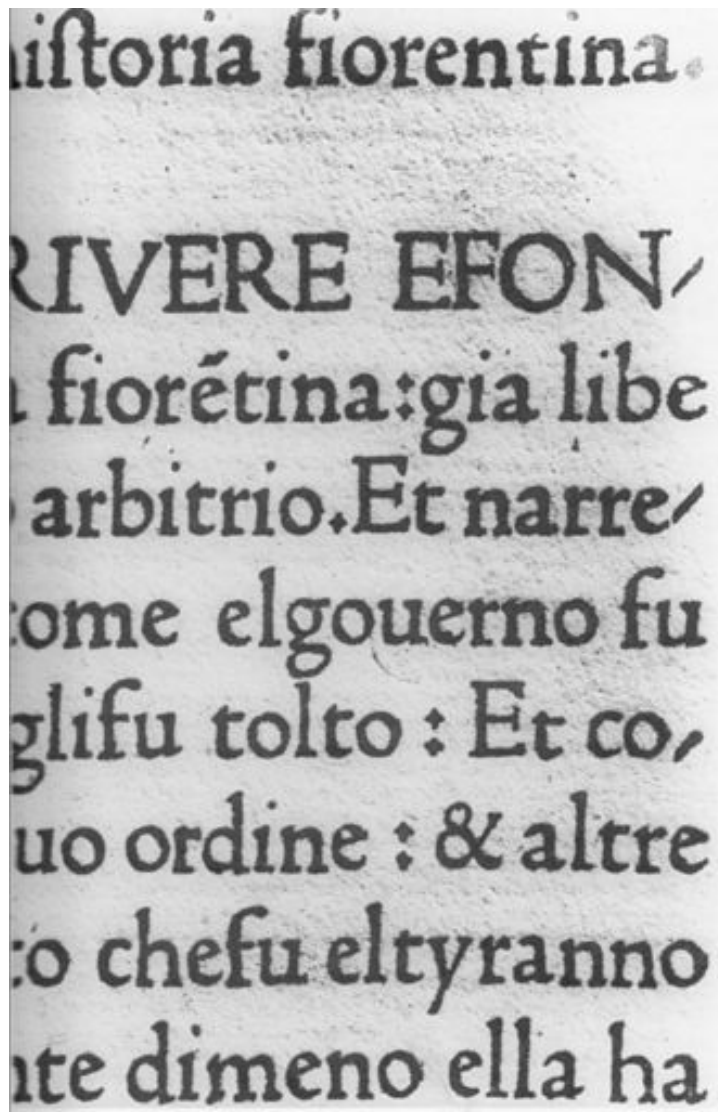 iſtoria fiorentina.
RIVERE EFON/
fiorētina:gia libe
arbitrio.Et narre/
ome elgouerno fu
glifu tolto : Et co/
uo ordine : & altre
o chefu eltyranno
te dimeno ella ha